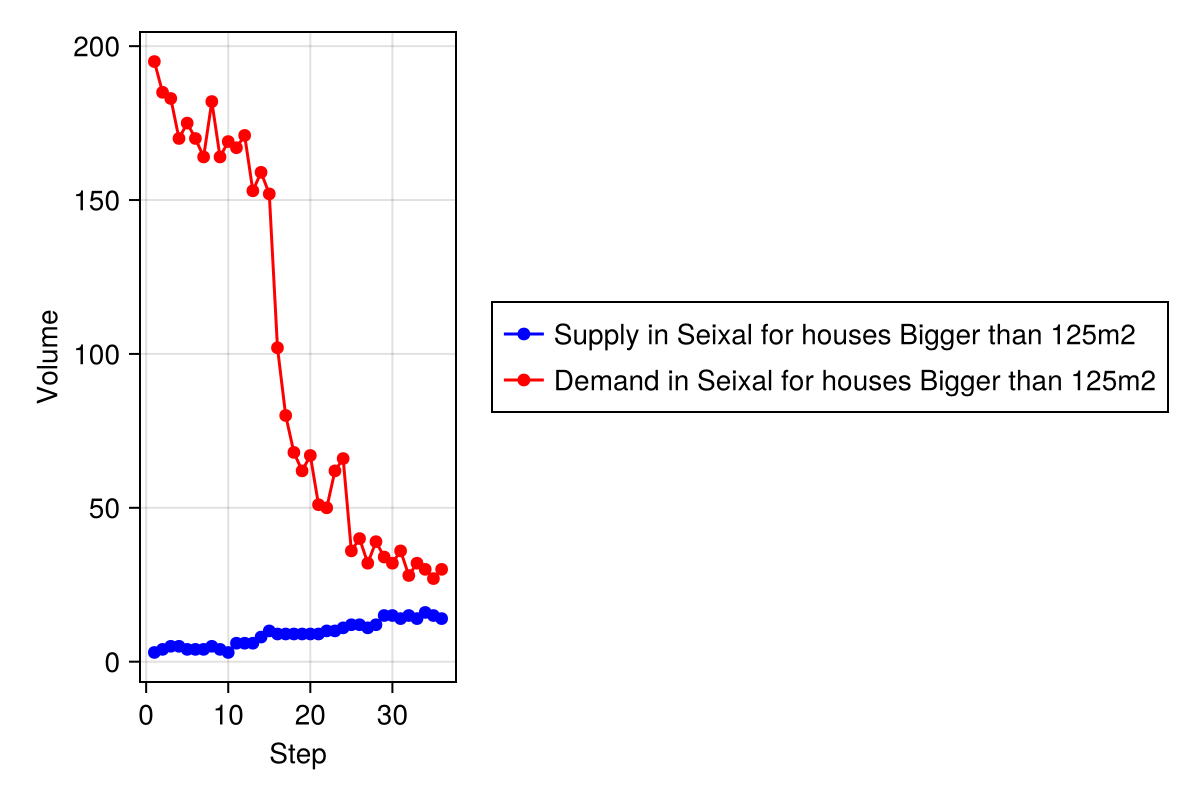 200
150
100
50
0
Volume
0 10 20 30
Step
Supply in Seixal for houses Bigger than 125m2
Demand in Seixal for houses Bigger than 125m2